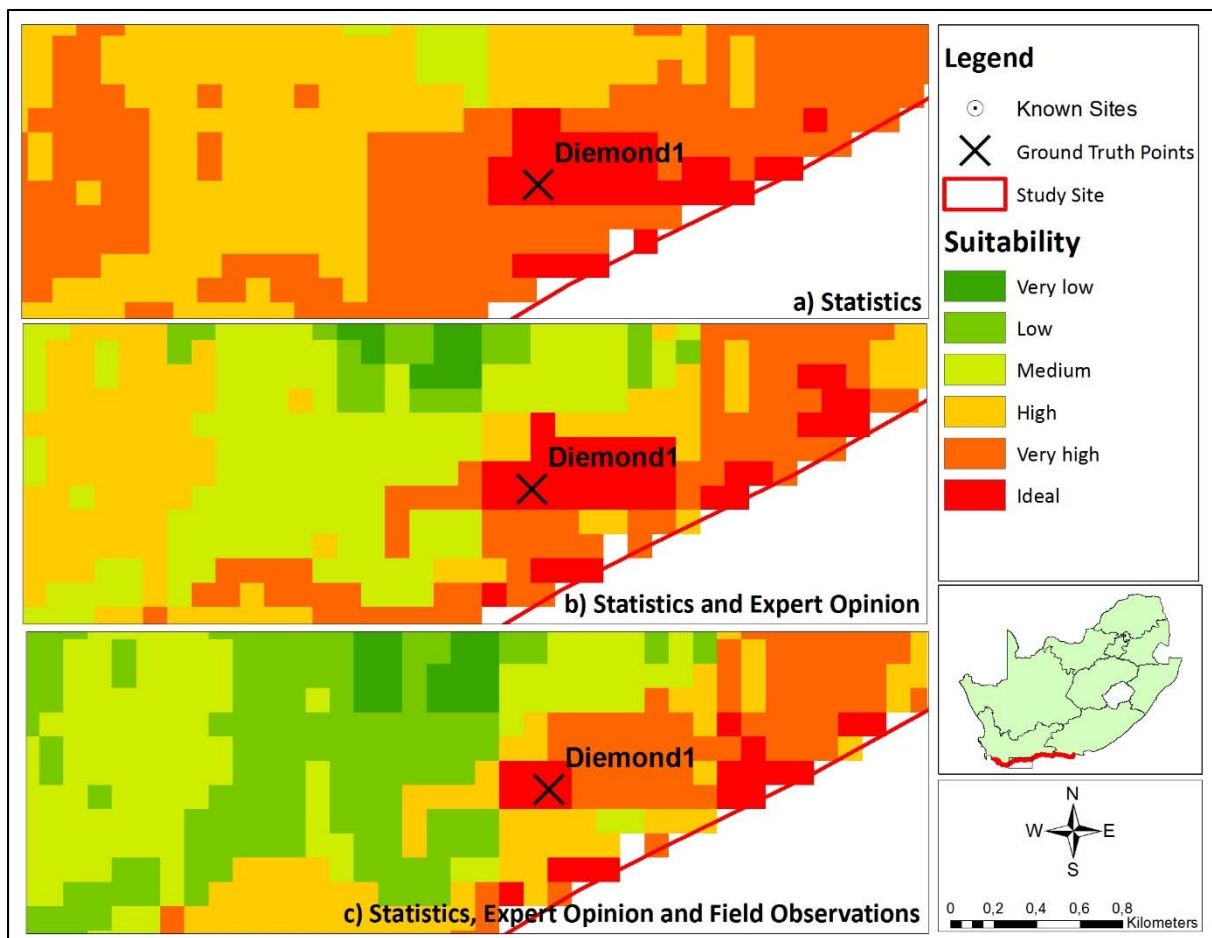 Diemond1
a) Statistics
Diemond1
b) Statistics and Expert Opinion
Diemond1
c) Statistics, Expert Opinion and Field Observations
Legend
Known Sites
Ground Truth Points
Study Site
Suitability
Very low
Low
Medium
High
Very high
Ideal
N
W E
S
0 0,2 0,4 0,6 0,8
Kilometers